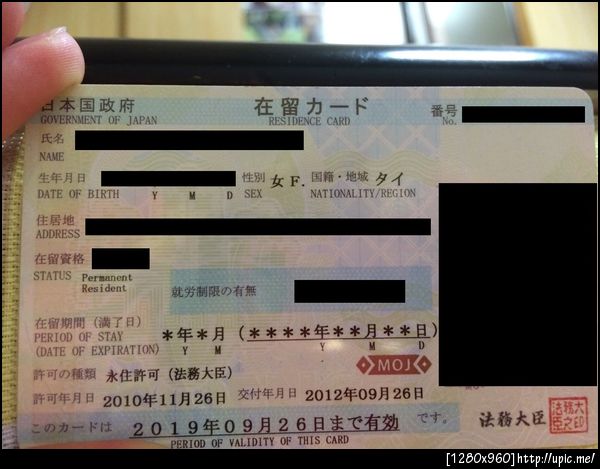 日本国政府 在留カード 番号
GOVERNMENT OF JAPAN RESIDENCE CARD No.
氏名
NAME
生年月日 性別 女 F. 国籍・地域 タイ
DATE OF BIRTH Y M D SEX NATIONALITY/REGION
住居地
ADDRESS
在留資格
STATUS Permanent
Resident
就労制限の有無
在留期間(満了日) *年*月(****年**月**日)
PERIOD OF STAY Y M Y M D
(DATE OF EXPIRATION)
MOJ
許可の種類 永住許可(法務大臣)
許可年月日 2010年11月26日 交付年月日 2012年09月26日
このカードは 2019年09月26日まで有効 です。
PERIOD OF VALIDITY OF THIS CARD
法務大臣 法務大臣之印
[1280x960]http://upic.me/